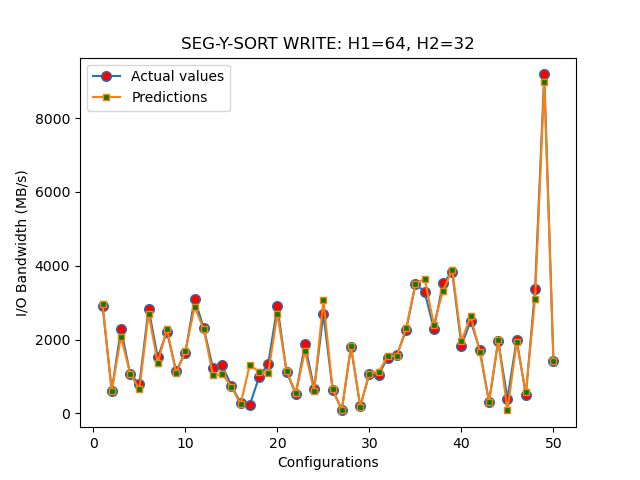 SEG-Y-SORT WRITE: H1=64, H2=32
Actual values
Predictions
I/O Bandwidth (MB/s)
8000
6000
4000
2000
0
0 10 20 30 40 50
Configurations